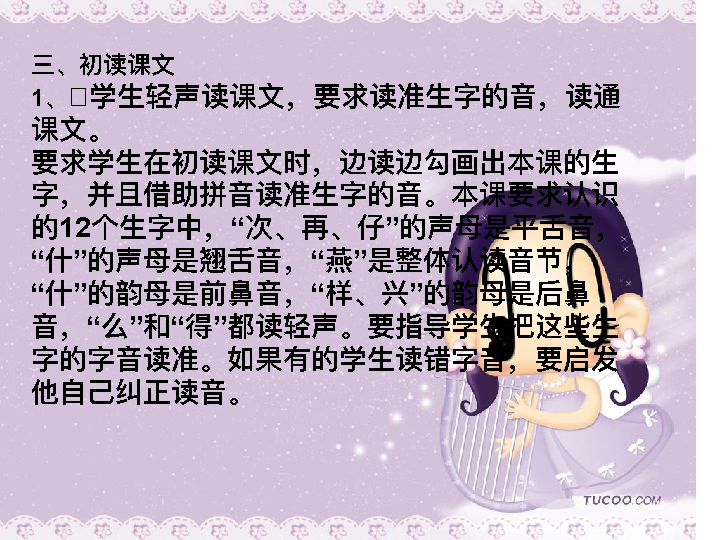 三、初读课文
1、□学生轻声读课文，要求读准生字的音，读通
课文。
要求学生在初读课文时，边读边勾画出本课的生
字，并且借助拼音读准生字的音。本课要求认识
的12个生字中，“次、再、仔”的声母是平舌音，
“什”的声母是翘舌音，“燕”是整体认读音节，
“什”的韵母是前鼻音，“样、兴”的韵母是后鼻
音，“么”和“得”都读轻声。要指导学生把这些生
字的字音读准。如果有的学生读错字音，要启发
他自己纠正读音。
TUCOO.COM